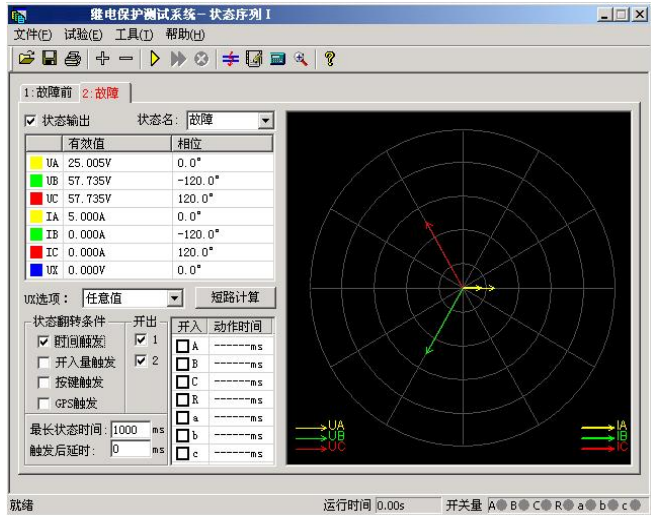 继电保护测试系统-状态序列 I
文件(F) 试验(E) 工具(T) 帮助(H)
1:故障前 2:故障
状态输出 状态名: 故障
有效值 相位
UA 25.005V 0.0°
UB 57.735V -120.0°
UC 57.735V 120.0°
IA 5.000A 0.0°
IB 0.000A -120.0°
IC 0.000A 120.0°
UX 0.000V 0.0°
UX选项: 任意值 短路计算
状态翻转条件 开出 开入 动作时间
时间触发 1 A ------ms
开入量触发 2 B ------ms
按键触发 C ------ms
GPS触发 R ------ms
最长状态时间: 1000 ms a ------ms
触发后延时: 0 ms b ------ms
c ------ms
UA IA
UB IB
UC IC
就绪 运行时间 0.00s 开关量 A B C R a b c